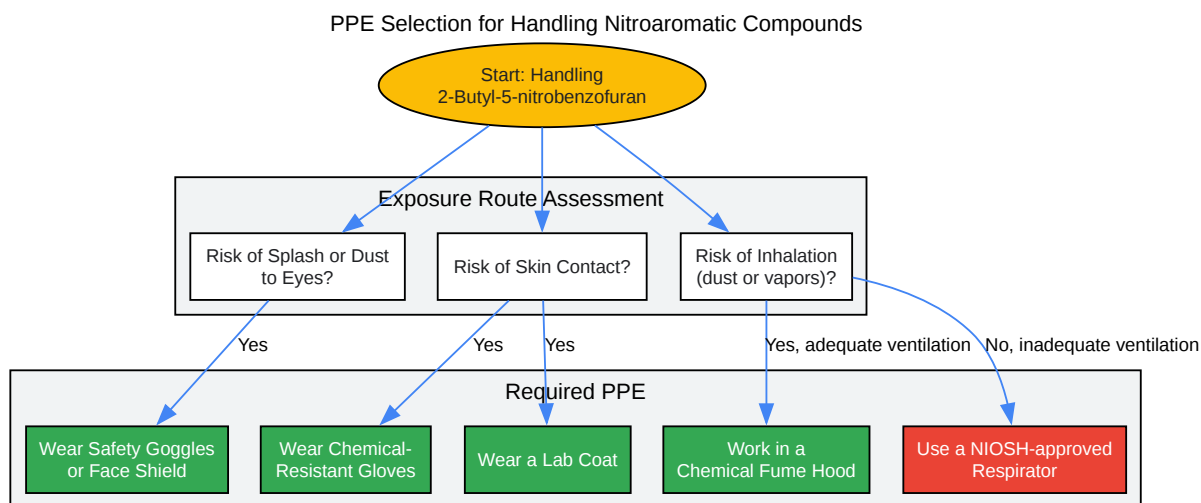 PPE Selection for Handling Nitroaromatic Compounds
Start: Handling
2-Butyl-5-nitrobenzofuran
Exposure Route Assessment
Risk of Splash or Dust
to Eyes?
Risk of Skin Contact?
Risk of Inhalation
(dust or vapors)?
Yes
Yes
Yes
Yes, adequate ventilation
No, inadequate ventilation
Required PPE
Wear Safety Goggles
or Face Shield
Wear Chemical-
Resistant Gloves
Wear a Lab Coat
Work in a
Chemical Fume Hood
Use a NIOSH-approved
Respirator